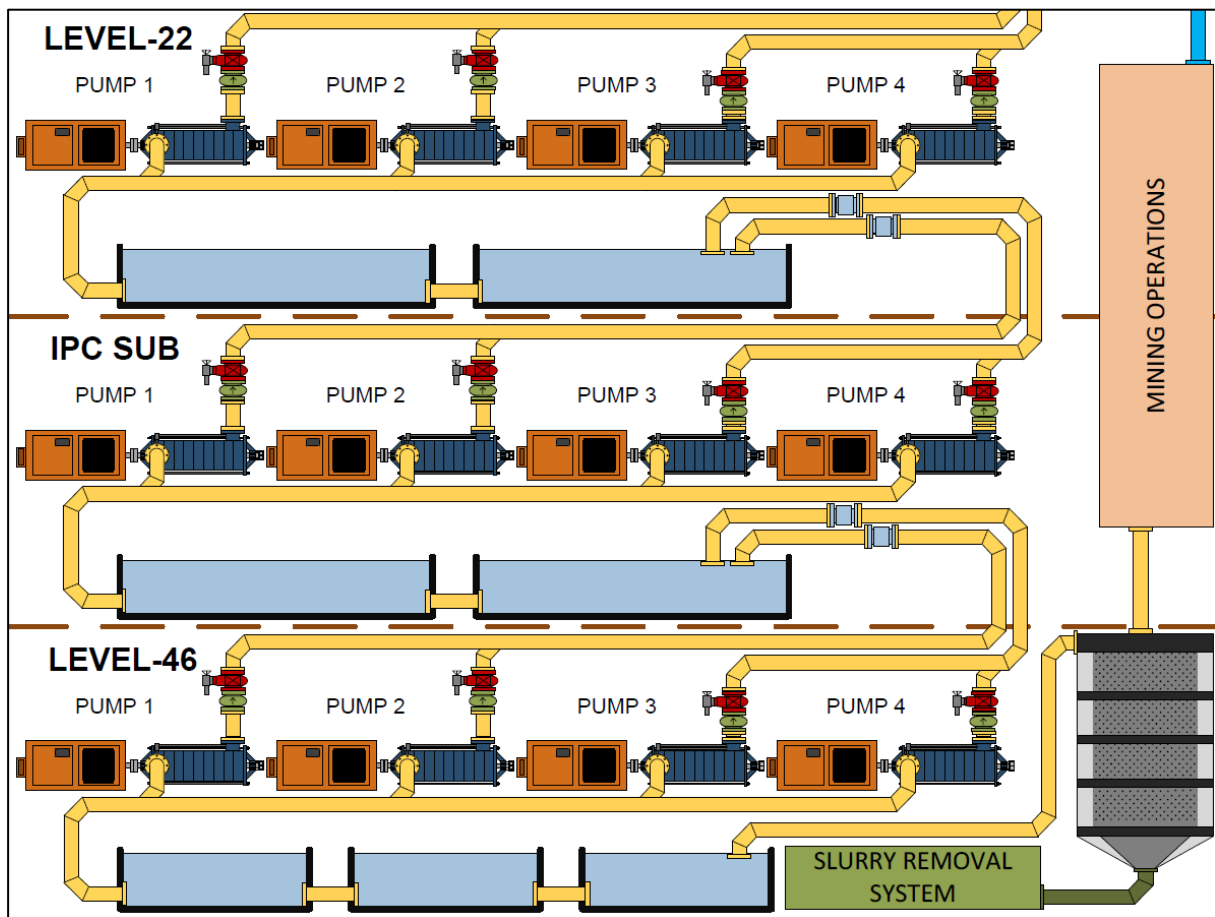 LEVEL-22
PUMP 1
PUMP 2
PUMP 3
PUMP 4
IPC SUB
PUMP 1
PUMP 2
PUMP 3
PUMP 4
LEVEL-46
PUMP 1
PUMP 2
PUMP 3
PUMP 4
MINING OPERATIONS
SLURRY REMOVAL
SYSTEM